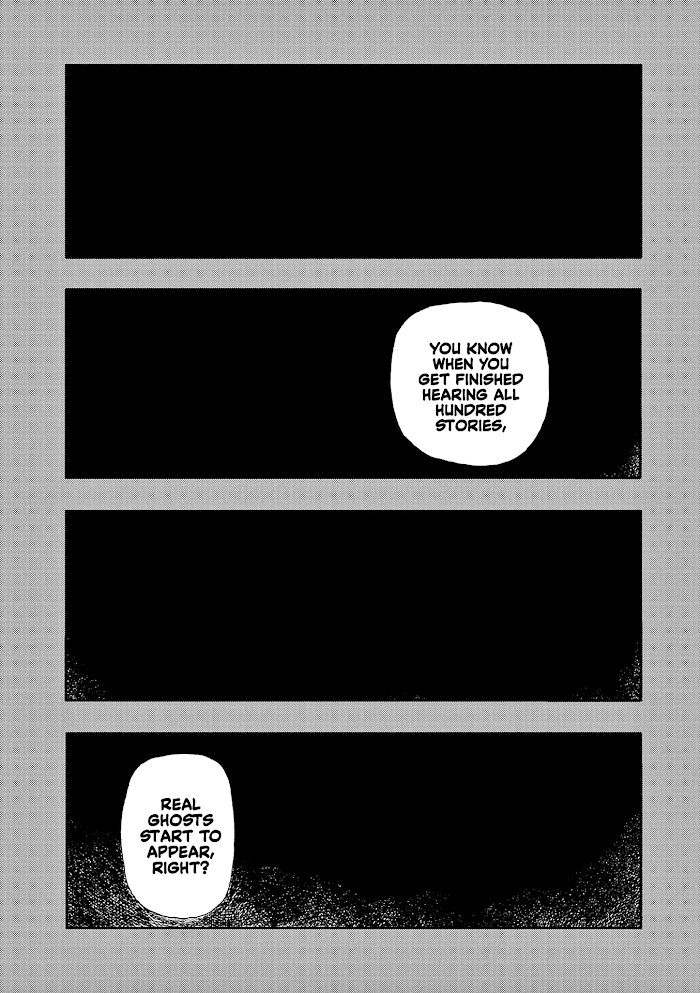 YOU KNOW
WHEN YOU
GET FINISHED
HEARING ALL
HUNDRED
STORIES,
REAL
GHOSTS
START TO
APPEAR,
RIGHT?